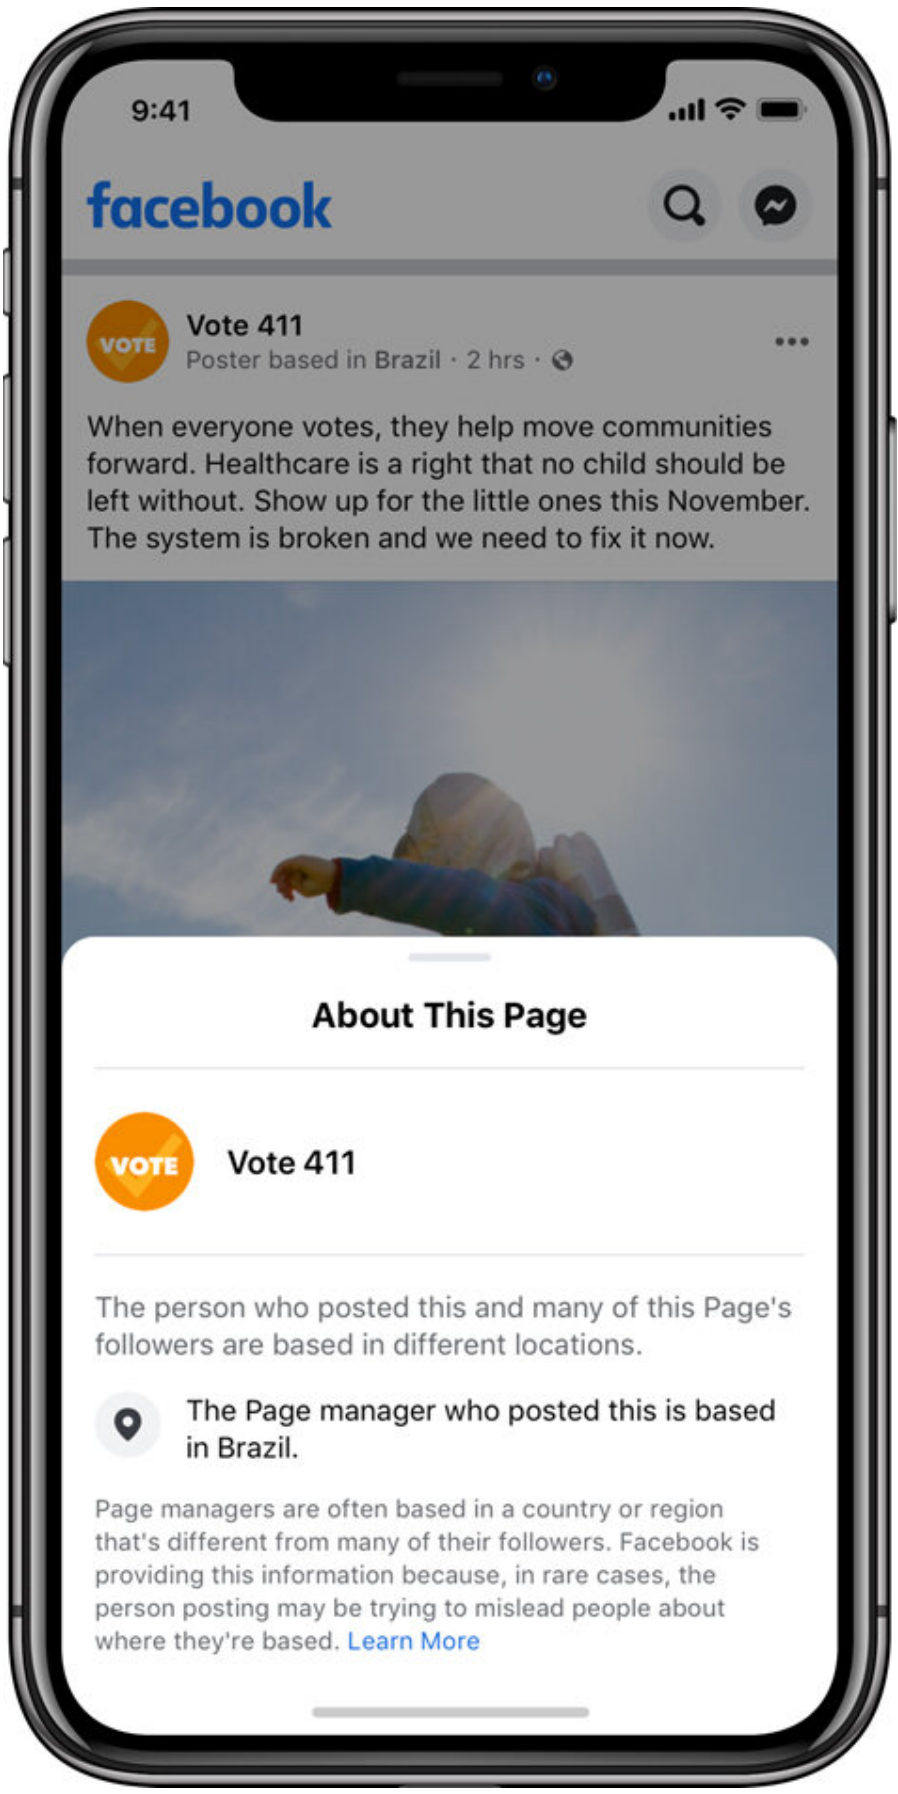 9:41
facebook
VOTE
Vote 411
Poster based in Brazil · 2 hrs ·
When everyone votes, they help move communities
forward. Healthcare is a right that no child should be
left without. Show up for the little ones this November.
The system is broken and we need to fix it now.
About This Page
VOTE
Vote 411
The person who posted this and many of this Page's
followers are based in different locations.
The Page manager who posted this is based
in Brazil.
Page managers are often based in a country or region
that's different from many of their followers. Facebook is
providing this information because, in rare cases, the
person posting may be trying to mislead people about
where they're based. Learn More